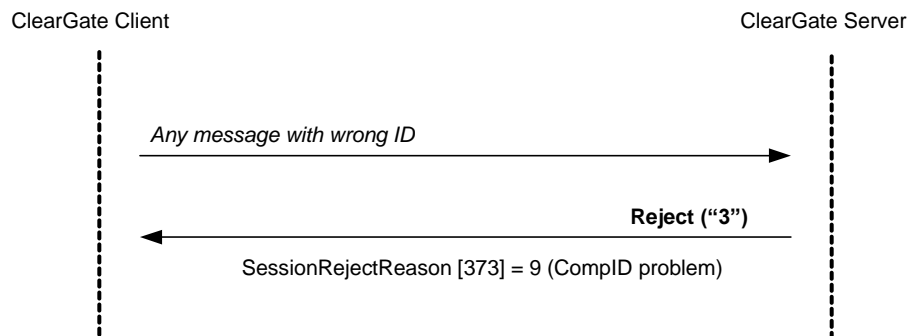 ClearGate Client
ClearGate Server
Any message with wrong ID
Reject (“3”)
SessionRejectReason [373] = 9 (CompID problem)